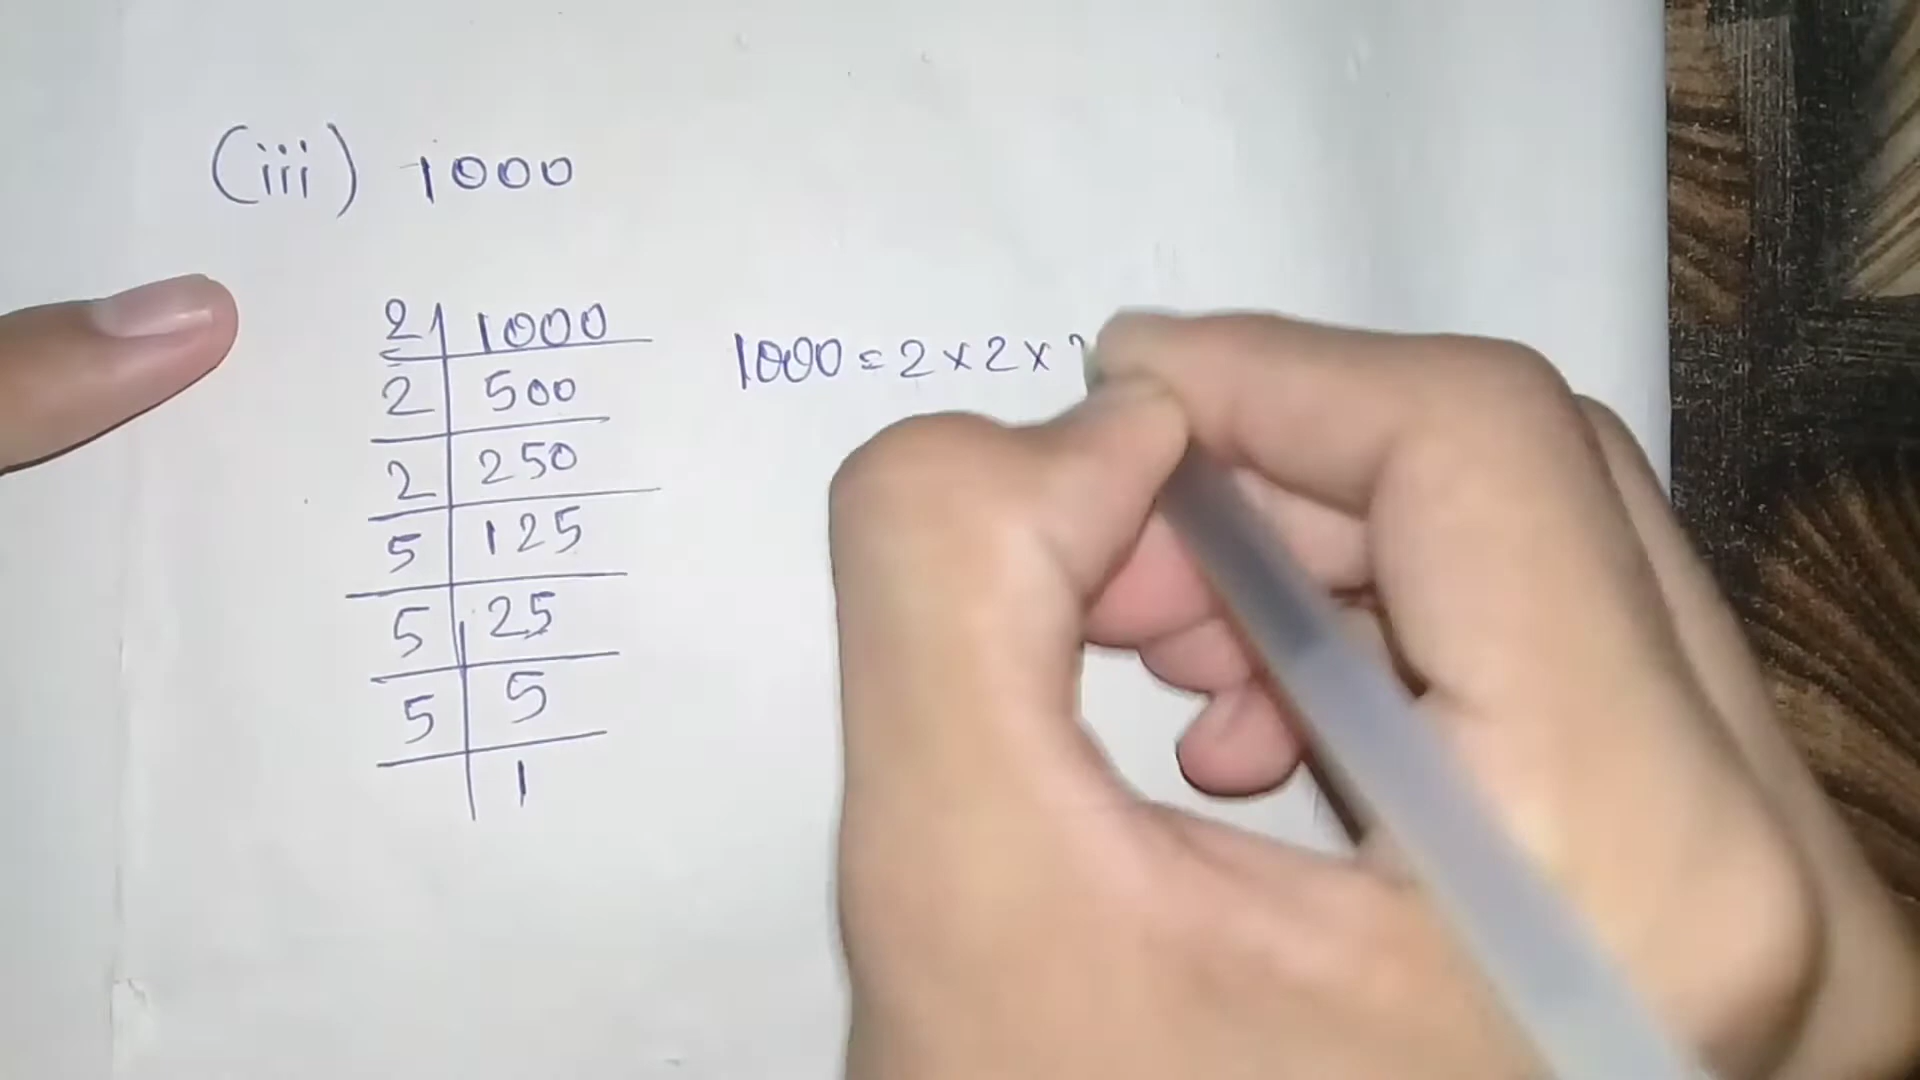 (iii) 1000
2 | 1000
2 | 500
2 | 250
5 | 125
5 | 25
5 | 5
| 1
1000 = 2 × 2 ×